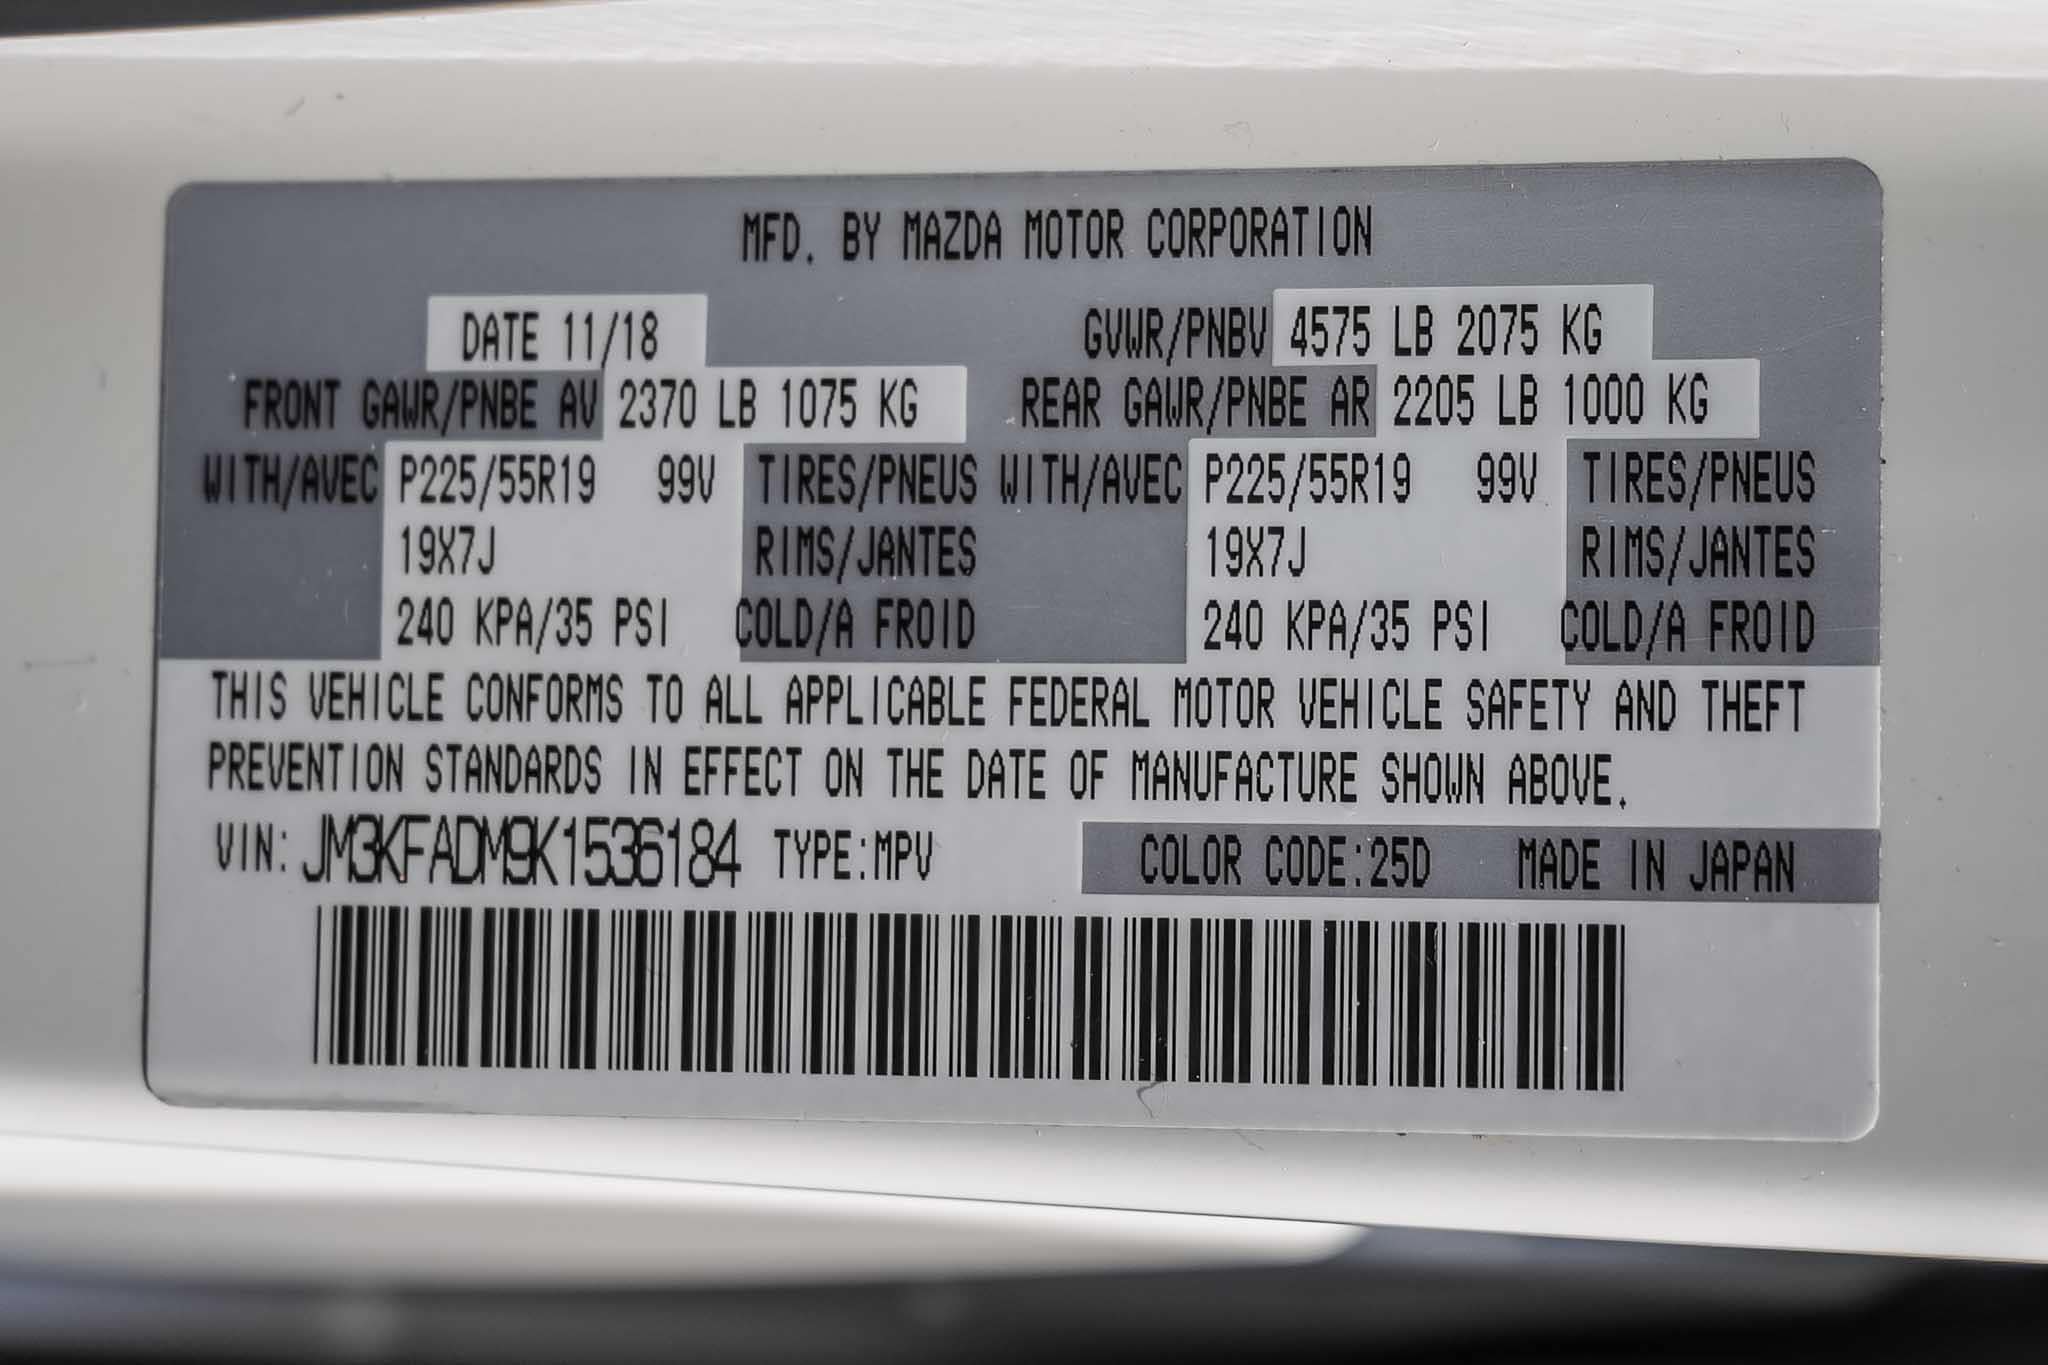 MFD. BY MAZDA MOTOR CORPORATION
DATE 11/18 GVWR/PNBV 4575 LB 2075 KG
FRONT GAWR/PNBE AV 2370 LB 1075 KG REAR GAWR/PNBE AR 2205 LB 1000 KG
WITH/AVEC P225/55R19 99V TIRES/PNEUS WITH/AVEC P225/55R19 99V TIRES/PNEUS
19X7J RIMS/JANTES 19X7J RIMS/JANTES
240 KPA/35 PSI COLD/A FROID 240 KPA/35 PSI COLD/A FROID
THIS VEHICLE CONFORMS TO ALL APPLICABLE FEDERAL MOTOR VEHICLE SAFETY AND THEFT
PREVENTION STANDARDS IN EFFECT ON THE DATE OF MANUFACTURE SHOWN ABOVE.
VIN: JM3KFADM9K1536184 TYPE:MPV COLOR CODE:25D MADE IN JAPAN